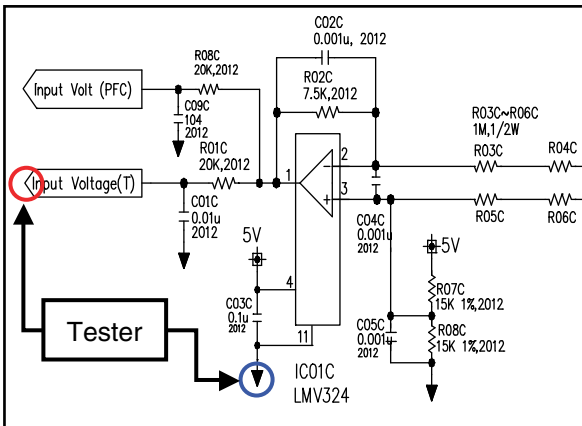 C02C
0.001u, 2012
R08C
20K,2012
R02C
7.5K,2012
Input Volt (PFC)
C09C
104
2012
R03C~R06C
1M,1/2W
R03C
R04C
R01C
20K,2012
1
2
3
Input Voltage(T)
C01C
0.01u
2012
C04C
0.001u
2012
R05C
R06C
5V
5V
4
C03C
0.1u
2012
11
R07C
15K 1%,2012
C05C
0.001u
2012
R08C
15K 1%,2012
Tester
IC01C
LMV324